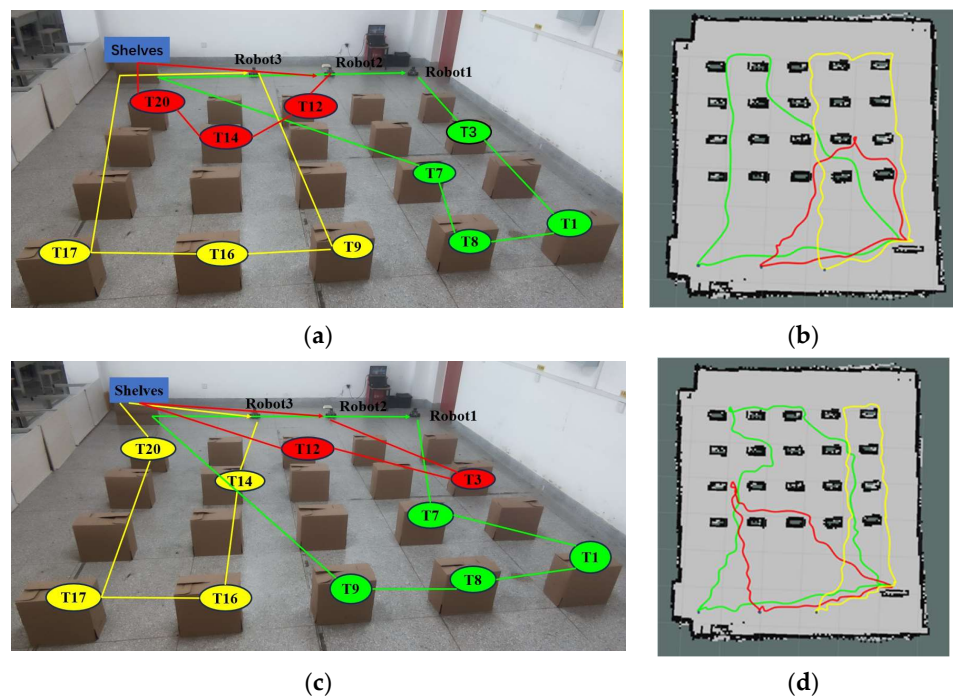 Shelves
Robot3
Robot2
Robot1
T20
T12
T14
T3
T7
T1
T17
T16
T9
T8
(a)
(b)
Shelves
Robot3
Robot2
Robot1
T20
T12
T14
T3
T7
T1
T17
T16
T9
T8
(c)
(d)